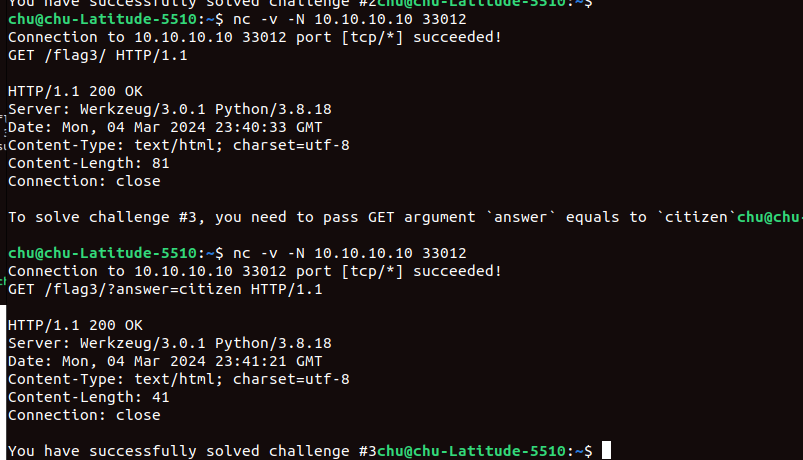 You have successfully solved challenge #2chu@chu-Latitude-5510:~$
chu@chu-Latitude-5510:~$ nc -v -N 10.10.10.10 33012
Connection to 10.10.10.10 33012 port [tcp/*] succeeded!
GET /flag3/ HTTP/1.1

HTTP/1.1 200 OK
Server: Werkzeug/3.0.1 Python/3.8.18
Date: Mon, 04 Mar 2024 23:40:33 GMT
Content-Type: text/html; charset=utf-8
Content-Length: 81
Connection: close

To solve challenge #3, you need to pass GET argument `answer` equals to `citizen`chu@chu-
chu@chu-Latitude-5510:~$ nc -v -N 10.10.10.10 33012
Connection to 10.10.10.10 33012 port [tcp/*] succeeded!
GET /flag3/?answer=citizen HTTP/1.1

HTTP/1.1 200 OK
Server: Werkzeug/3.0.1 Python/3.8.18
Date: Mon, 04 Mar 2024 23:41:21 GMT
Content-Type: text/html; charset=utf-8
Content-Length: 41
Connection: close

You have successfully solved challenge #3chu@chu-Latitude-5510:~$